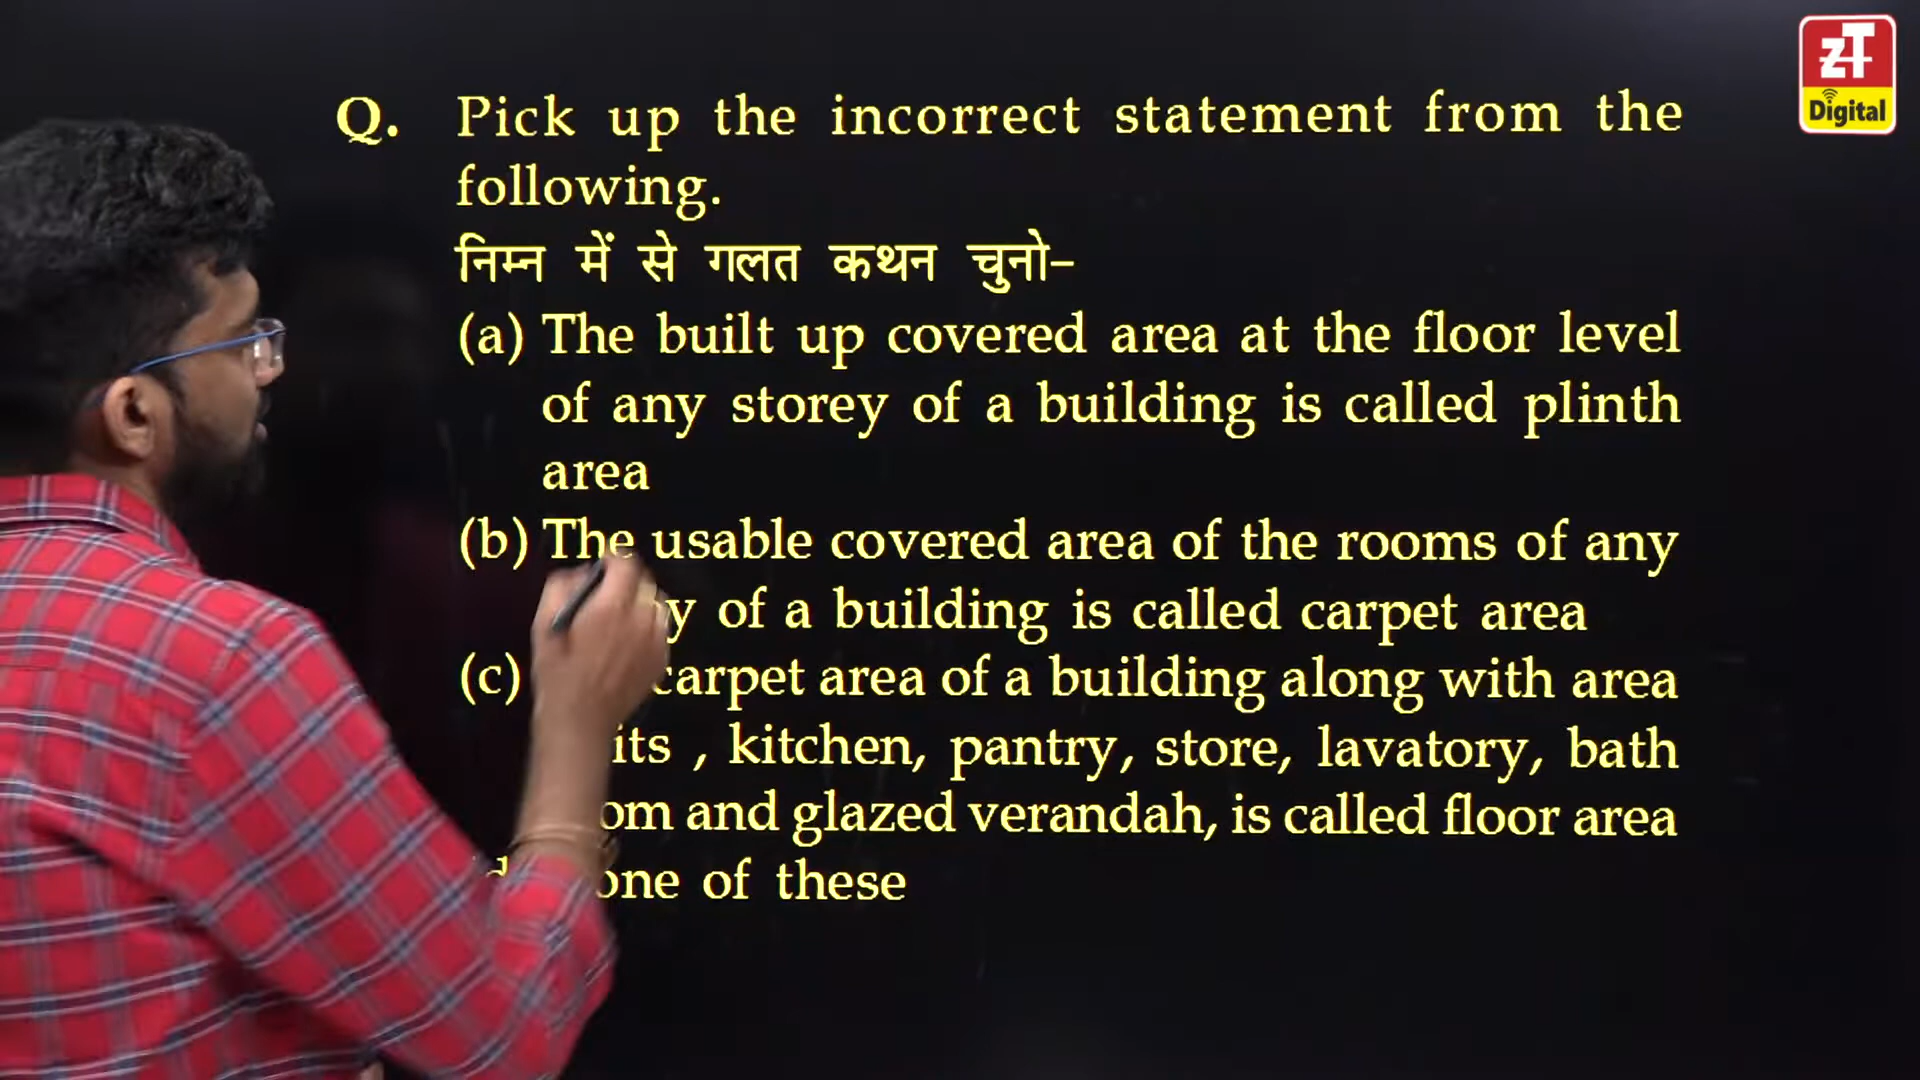 zT
Digital
Q. Pick up the incorrect statement from the
following.
निम्न में से गलत कथन चुनो–
(a) The built up covered area at the floor level
of any storey of a building is called plinth
area
(b) The usable covered area of the rooms of any
of a building is called carpet area
(c) carpet area of a building along with area
kitchen, pantry, store, lavatory, bath
and glazed verandah, is called floor area
of these